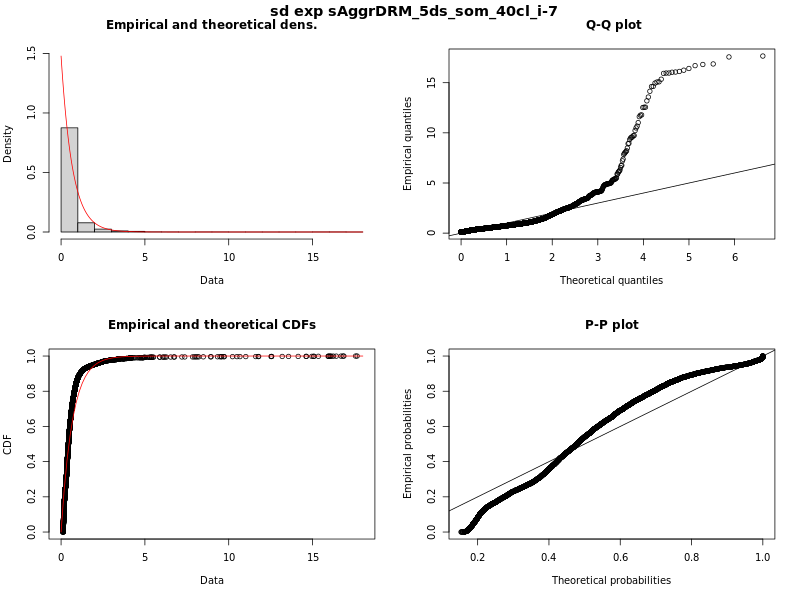 sd exp sAggrDRM_5ds_som_40cl_i-7
Empirical and theoretical dens.
Density
0.0 0.5 1.0 1.5
0 5 10 15
Data
Q-Q plot
Empirical quantiles
0 5 10 15
0 1 2 3 4 5 6
Theoretical quantiles
Empirical and theoretical CDFs
CDF
0.0 0.2 0.4 0.6 0.8 1.0
0 5 10 15
Data
P-P plot
Empirical probabilities
0.0 0.2 0.4 0.6 0.8 1.0
0.2 0.4 0.6 0.8 1.0
Theoretical probabilities